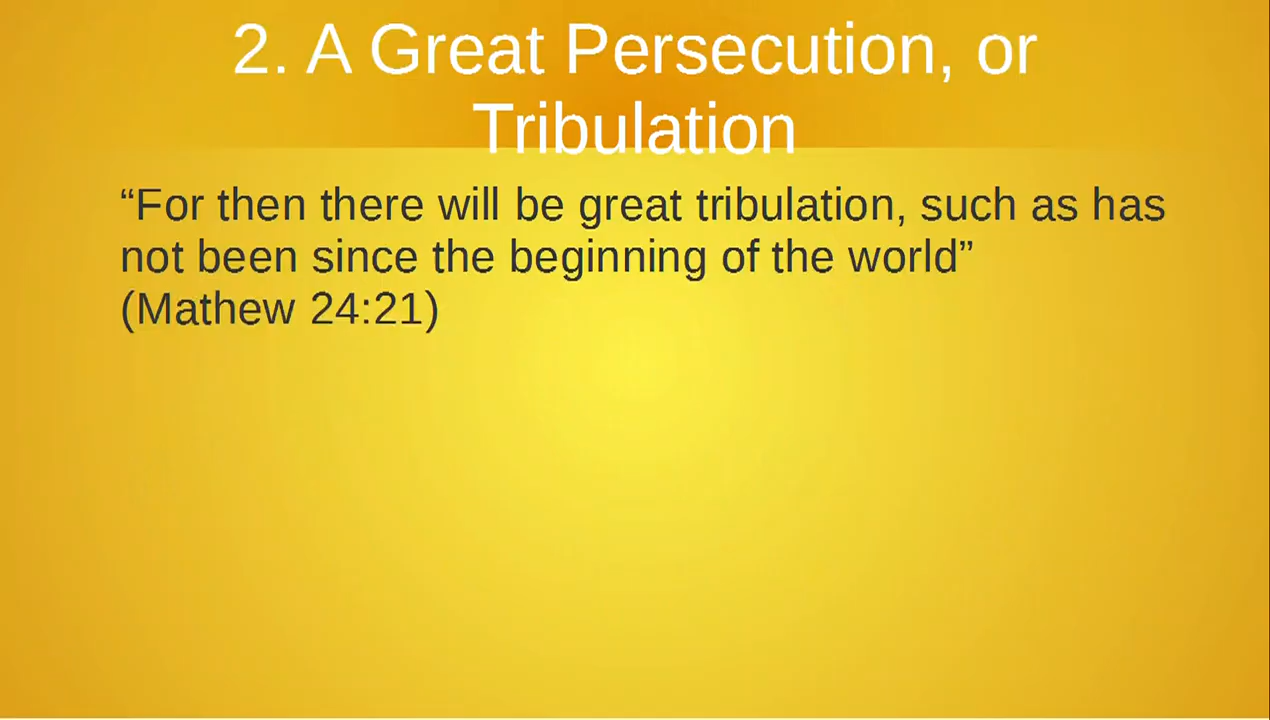 2. A Great Persecution, or
Tribulation
“For then there will be great tribulation, such as has
not been since the beginning of the world”
(Mathew 24:21)